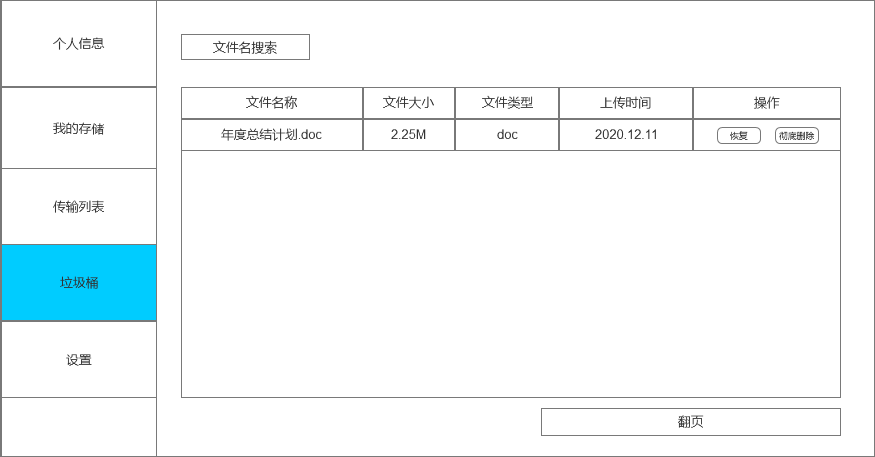 个人信息
我的存储
传输列表
垃圾桶
设置
文件名搜索
文件名称 文件大小 文件类型 上传时间 操作
年度总结计划.doc 2.25M doc 2020.12.11 恢复 彻底删除
翻页